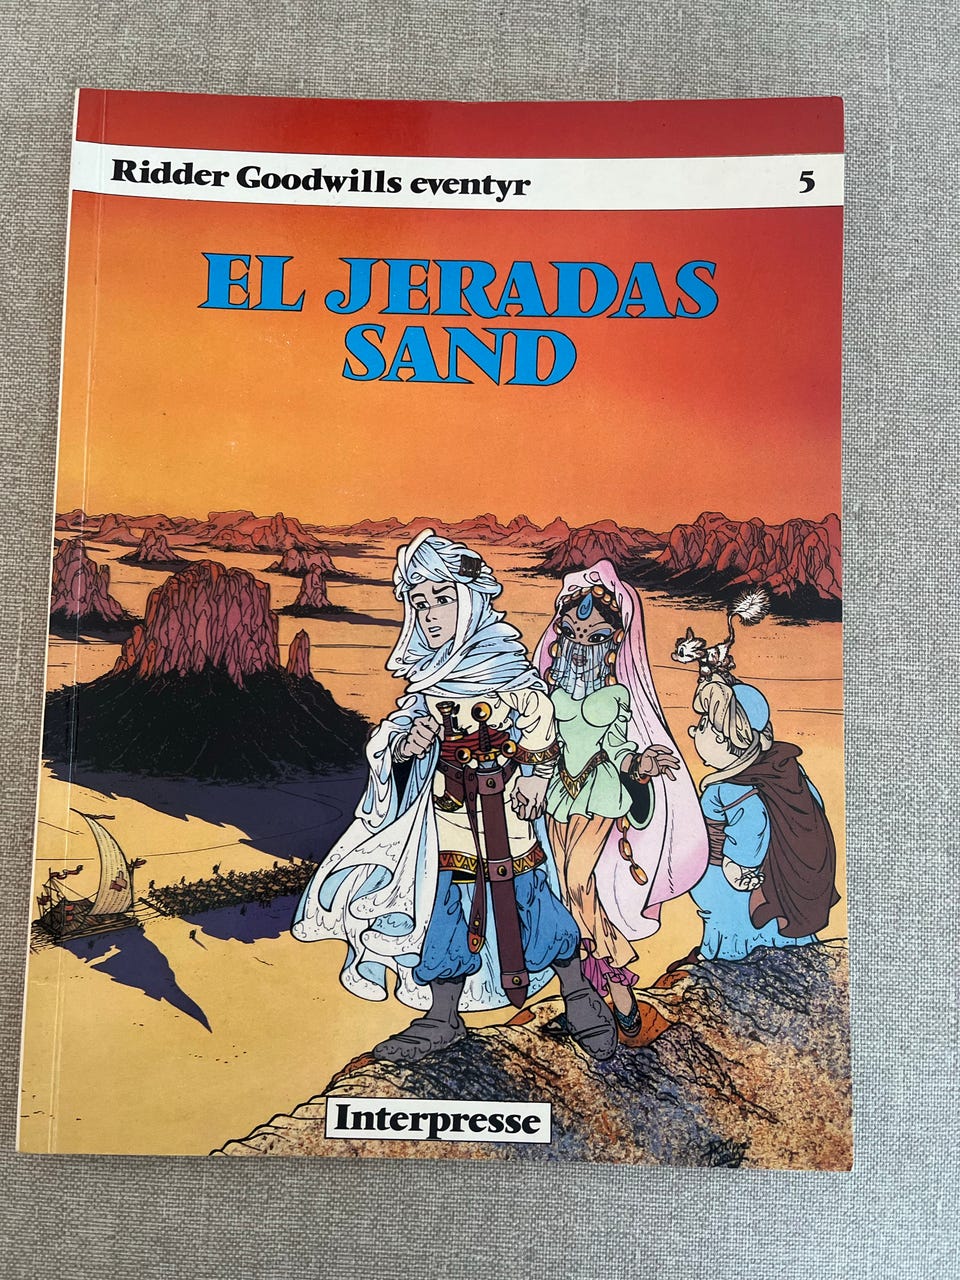 Ridder Goodwills eventyr 5
EL JERADAS
SAND
Interpresse